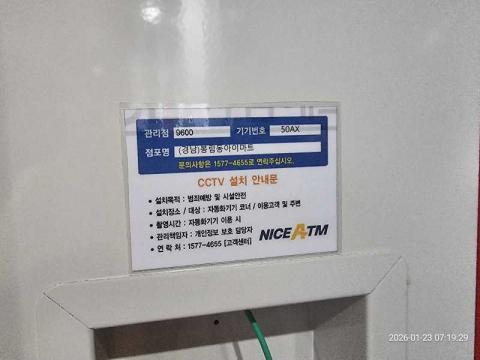 관리점 9600 기기번호 50AX
점포명 (경남)봉림동아이마트
문의사항은 1577-4655로 연락주십시오.
CCTV 설치 안내문
• 설치목적 : 범죄예방 및 시설안전
• 설치장소 / 대상 : 자동화기기 코너 / 이용고객 및 주변
• 촬영시간 : 자동화기기 이용 시
• 관리책임자 : 개인정보 보호 담당자
• 연 락 처 : 1577-4655 [고객센터]
NICE ATM
2026-01-23 07:19:29